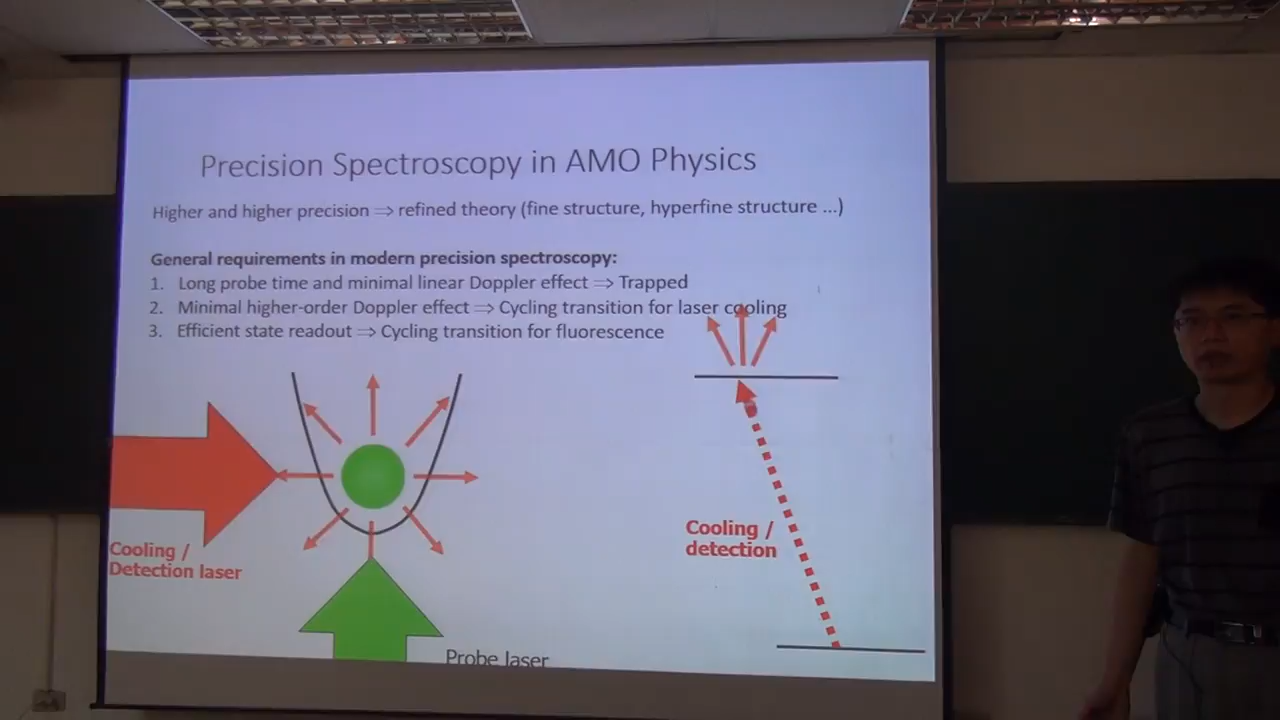 Precision Spectroscopy in AMO Physics
Higher and higher precision ⟹ refined theory (fine structure, hyperfine structure ...)
General requirements in modern precision spectroscopy:
1. Long probe time and minimal linear Doppler effect ⟹ Trapped
2. Minimal higher-order Doppler effect ⟹ Cycling transition for laser cooling
3. Efficient state readout ⟹ Cycling transition for fluorescence
Cooling /
detection
Cooling /
Detection laser
Probe laser